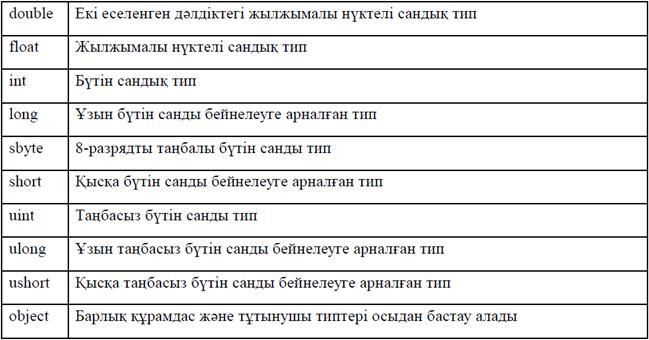 double Екі еселенген дәлдіктегі жылжымалы нүктелі сандық тип
float Жылжымалы нүктелі сандық тип
int Бүтін сандық тип
long Ұзын бүтін санды бейнелеуге арналған тип
sbyte 8-разрядты таңбалы бүтін санды тип
short Қысқа бүтін санды бейнелеуге арналған тип
uint Таңбасыз бүтін санды тип
ulong Ұзын таңбасыз бүтін санды бейнелеуге арналған тип
ushort Қысқа таңбасыз бүтін санды бейнелеуге арналған тип
object Барлық құрамдас және тұтынушы типтері осыдан бастау алады